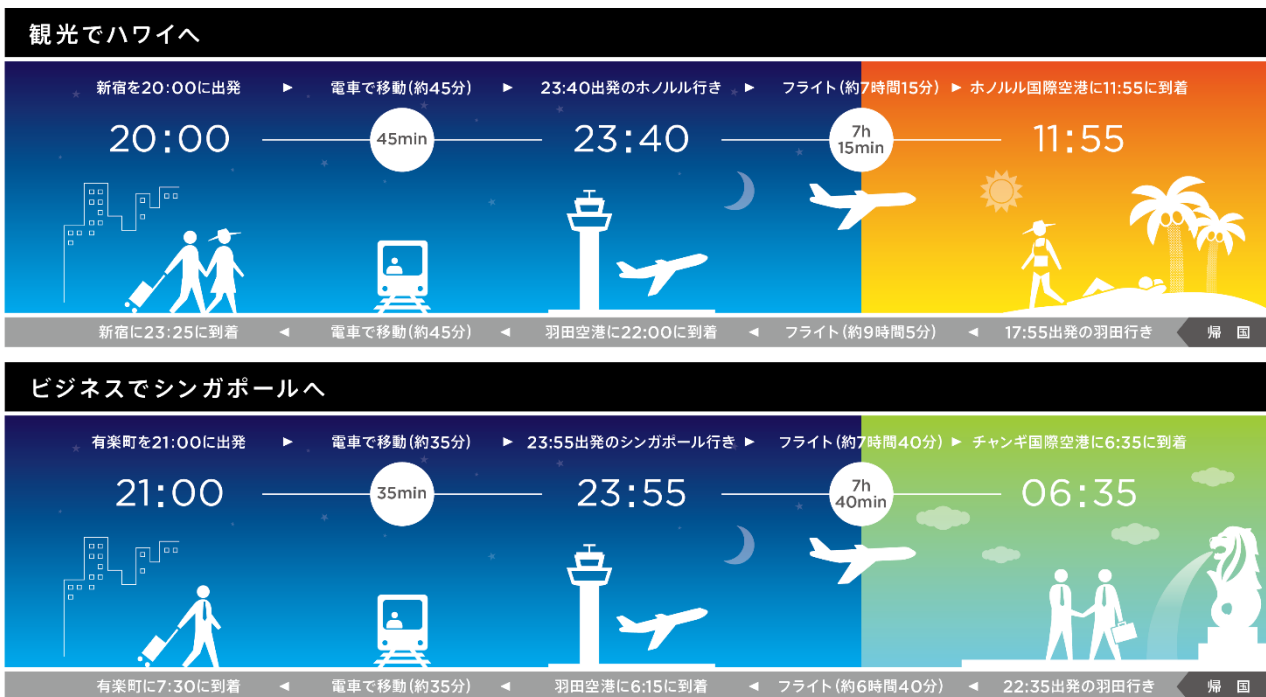 観光でハワイへ
新宿を20:00に出発 ▶ 電車で移動(約45分) ▶ 23:40出発のホノルル行き ▶ フライト(約7時間15分) ▶ ホノルル国際空港に11:55に到着
20:00 45min 23:40 7h 15min 11:55
新宿に23:25に到着 ◀ 電車で移動(約45分) ◀ 羽田空港に22:00に到着 ◀ フライト(約9時間5分) ◀ 17:55出発の羽田行き 帰国
ビジネスでシンガポールへ
有楽町を21:00に出発 ▶ 電車で移動(約35分) ▶ 23:55出発のシンガポール行き ▶ フライト(約7時間40分) ▶ チャンギ国際空港に6:35に到着
21:00 35min 23:55 7h 40min 06:35
有楽町に7:30に到着 ◀ 電車で移動(約35分) ◀ 羽田空港に6:15に到着 ◀ フライト(約6時間40分) ◀ 22:35出発の羽田行き 帰国